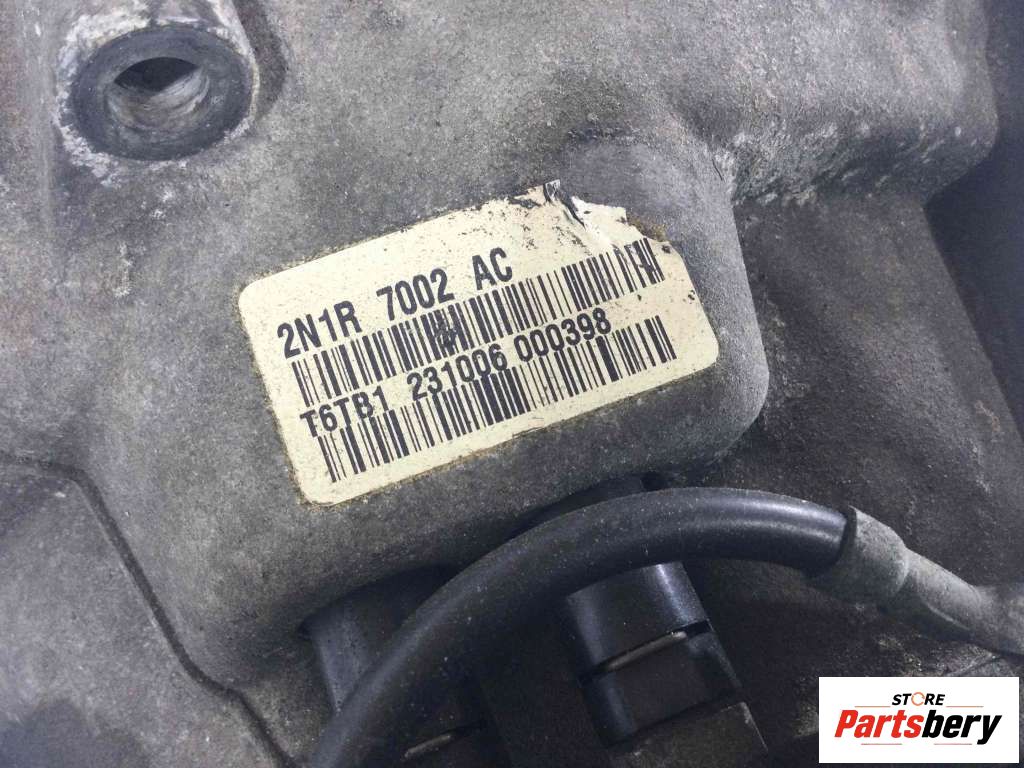 2N1R 7002 AC
T6TB1 231006 000398
STORE
Partsbery